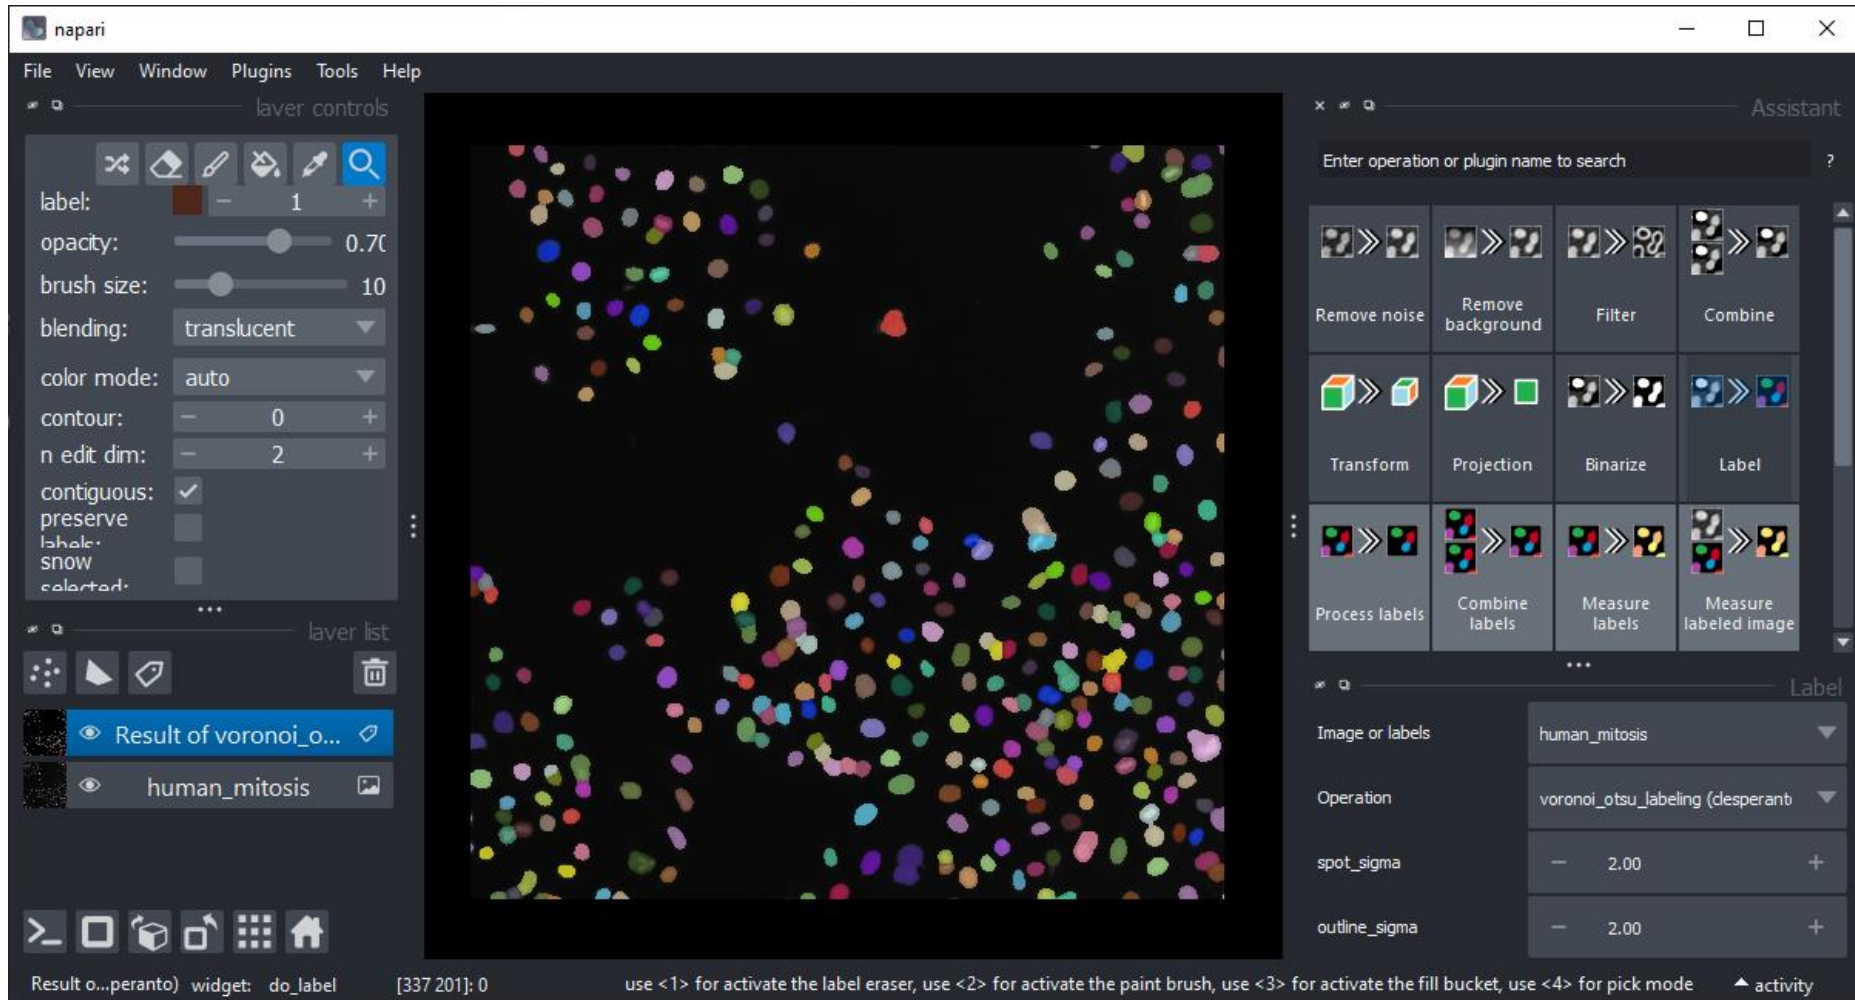 napari
File View Window Plugins Tools Help
layer controls
label: 1
opacity: 0.70
brush size: 10
blending: translucent
color mode: auto
contour: 0
n edit dim: 2
contiguous:
preserve
labels:
show
selected:
layer list
Result of voronoi_o...
human_mitosis
Assistant
Enter operation or plugin name to search ?
Remove noise
Remove
background
Filter
Combine
Transform
Projection
Binarize
Label
Process labels
Combine
labels
Measure
labels
Measure
labeled image
Label
Image or labels human_mitosis
Operation voronoi_otsu_labeling (clesperanto
spot_sigma 2.00
outline_sigma 2.00
Result o...peranto) widget: do_label [337 201]: 0 use <1> for activate the label eraser, use <2> for activate the paint brush, use <3> for activate the fill bucket, use <4> for pick mode activity